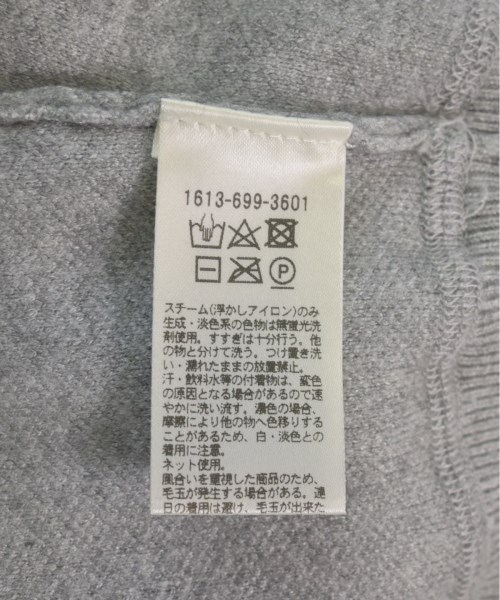 1613-699-3601
P
スチーム(浮かしアイロン)のみ
生成・淡色系の色物は無蛍光洗
剤使用。すすぎは十分行う。他
の物と分けて洗う。つけ置き洗
い・濡れたままの放置禁止。
汗・飲料水等の付着物は、変色
の原因となる場合があるので速
やかに洗い流す。濃色の場合、
摩擦により他の物へ色移りする
ことがあるため、白・淡色との
着用に注意。
ネット使用。
風合いを重視した商品のため、
毛玉が発生する場合がある。連
日の着用は避け、毛玉が出来た